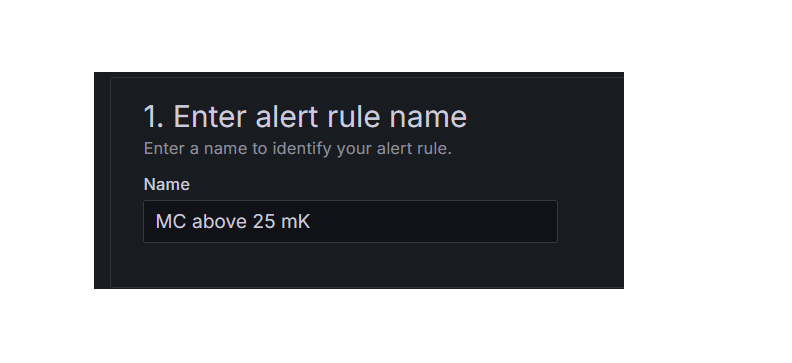 1. Enter alert rule name
Enter a name to identify your alert rule.
Name
MC above 25 mK